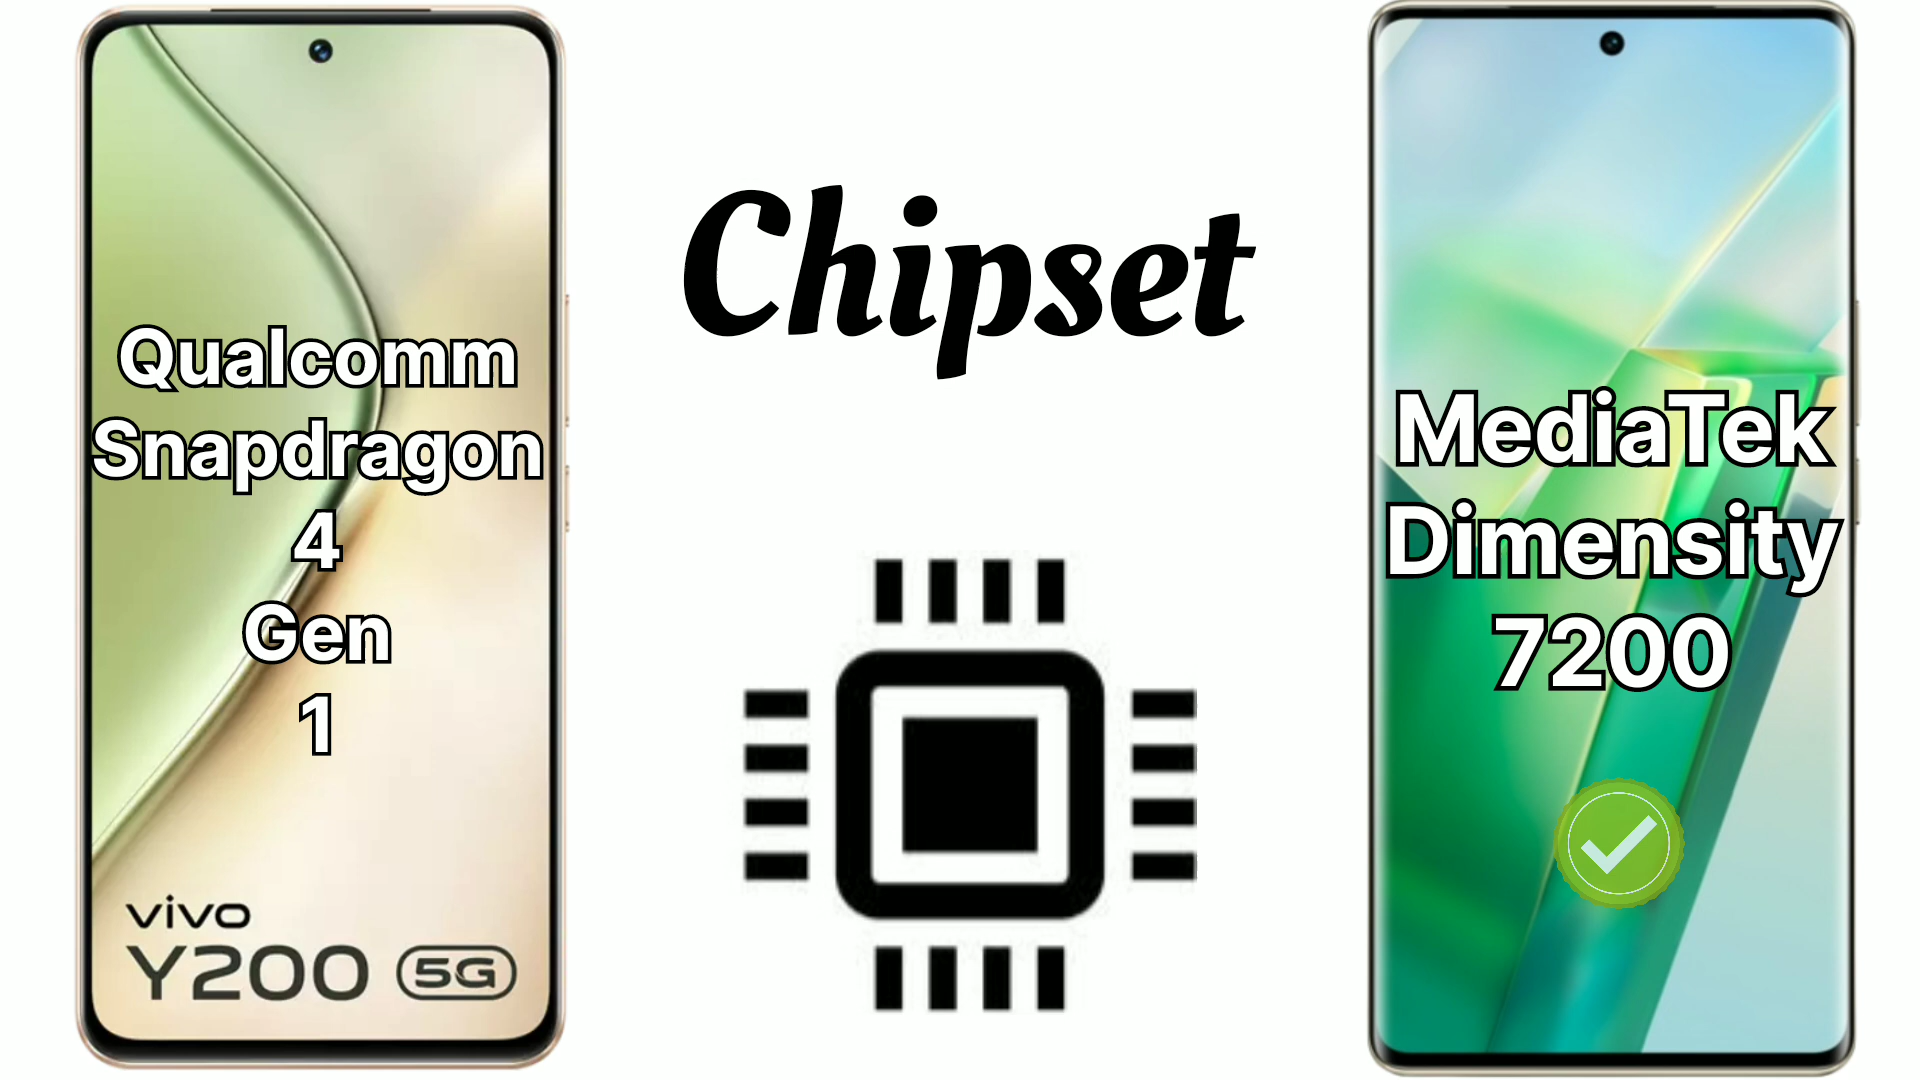 Qualcomm
Snapdragon
4
Gen
1
vivo
Y200 5G
Chipset
MediaTek
Dimensity
7200